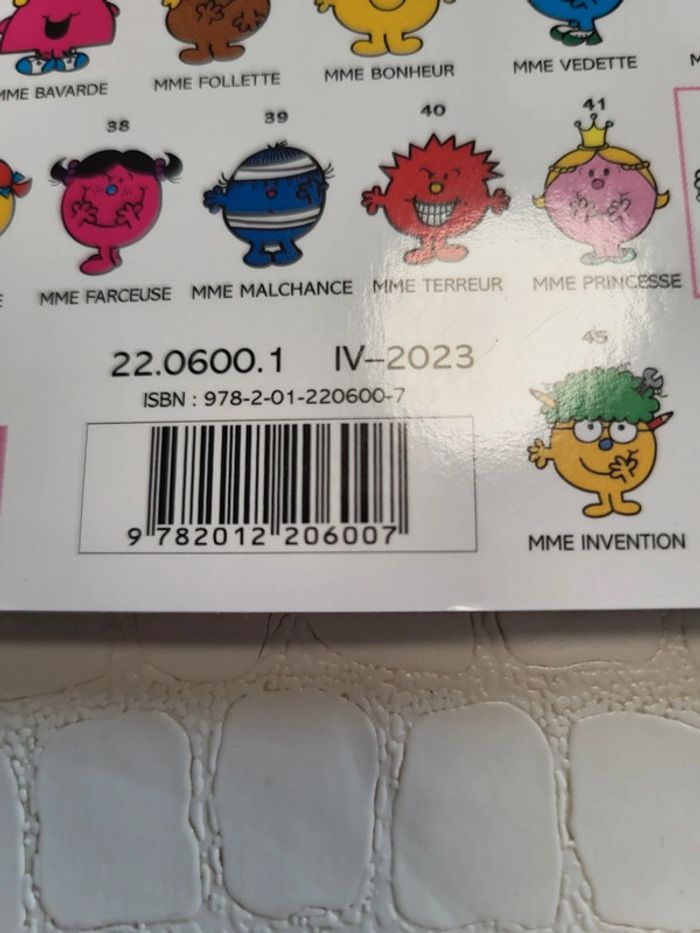 MME BAVARDE MME FOLLETTE MME BONHEUR MME VEDETTE
38 39 40 41
MME FARCEUSE MME MALCHANCE MME TERREUR MME PRINCESSE
22.0600.1 IV-2023
ISBN : 978-2-01-220600-7
45
9 782012 206007
MME INVENTION